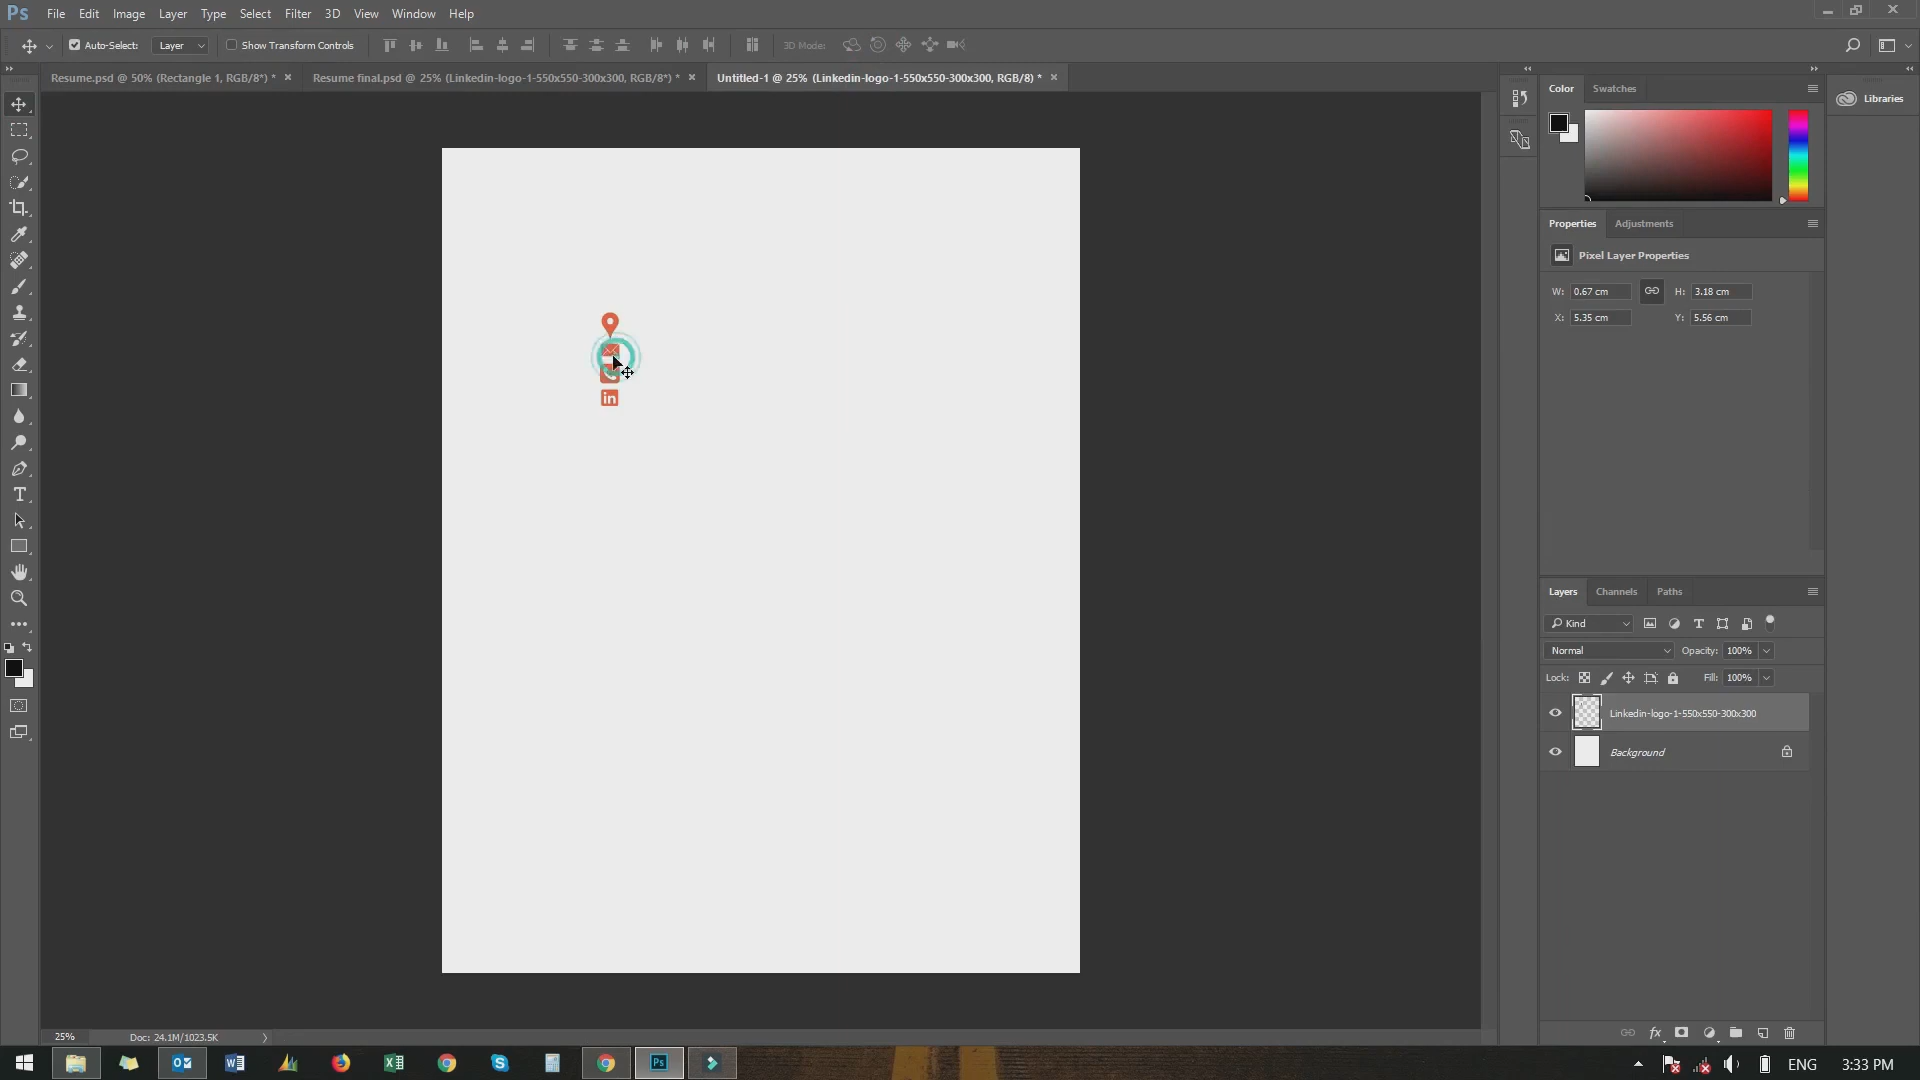 Ps File Edit Image Layer Type Select Filter 3D View Window Help
Auto-Select: Layer Show Transform Controls 3D Mode:
Resume.psd @ 50% (Rectangle 1, RGB/8*) * × Resume final.psd @ 25% (Linkedin-logo-1-550x550-300x300, RGB/8*) * × Untitled-1 @ 25% (Linkedin-logo-1-550x550-300x300, RGB/8) * ×
Color Swatches
Libraries
Properties Adjustments
Pixel Layer Properties
W: 0.67 cm H: 3.18 cm
X: 5.35 cm Y: 5.56 cm
in
Layers Channels Paths
Kind
Normal Opacity: 100%
Lock: Fill: 100%
Linkedin-logo-1-550x550-300x300
Background
fx
25% Doc: 24.1M/1023.5K
Ps
ENG 3:33 PM